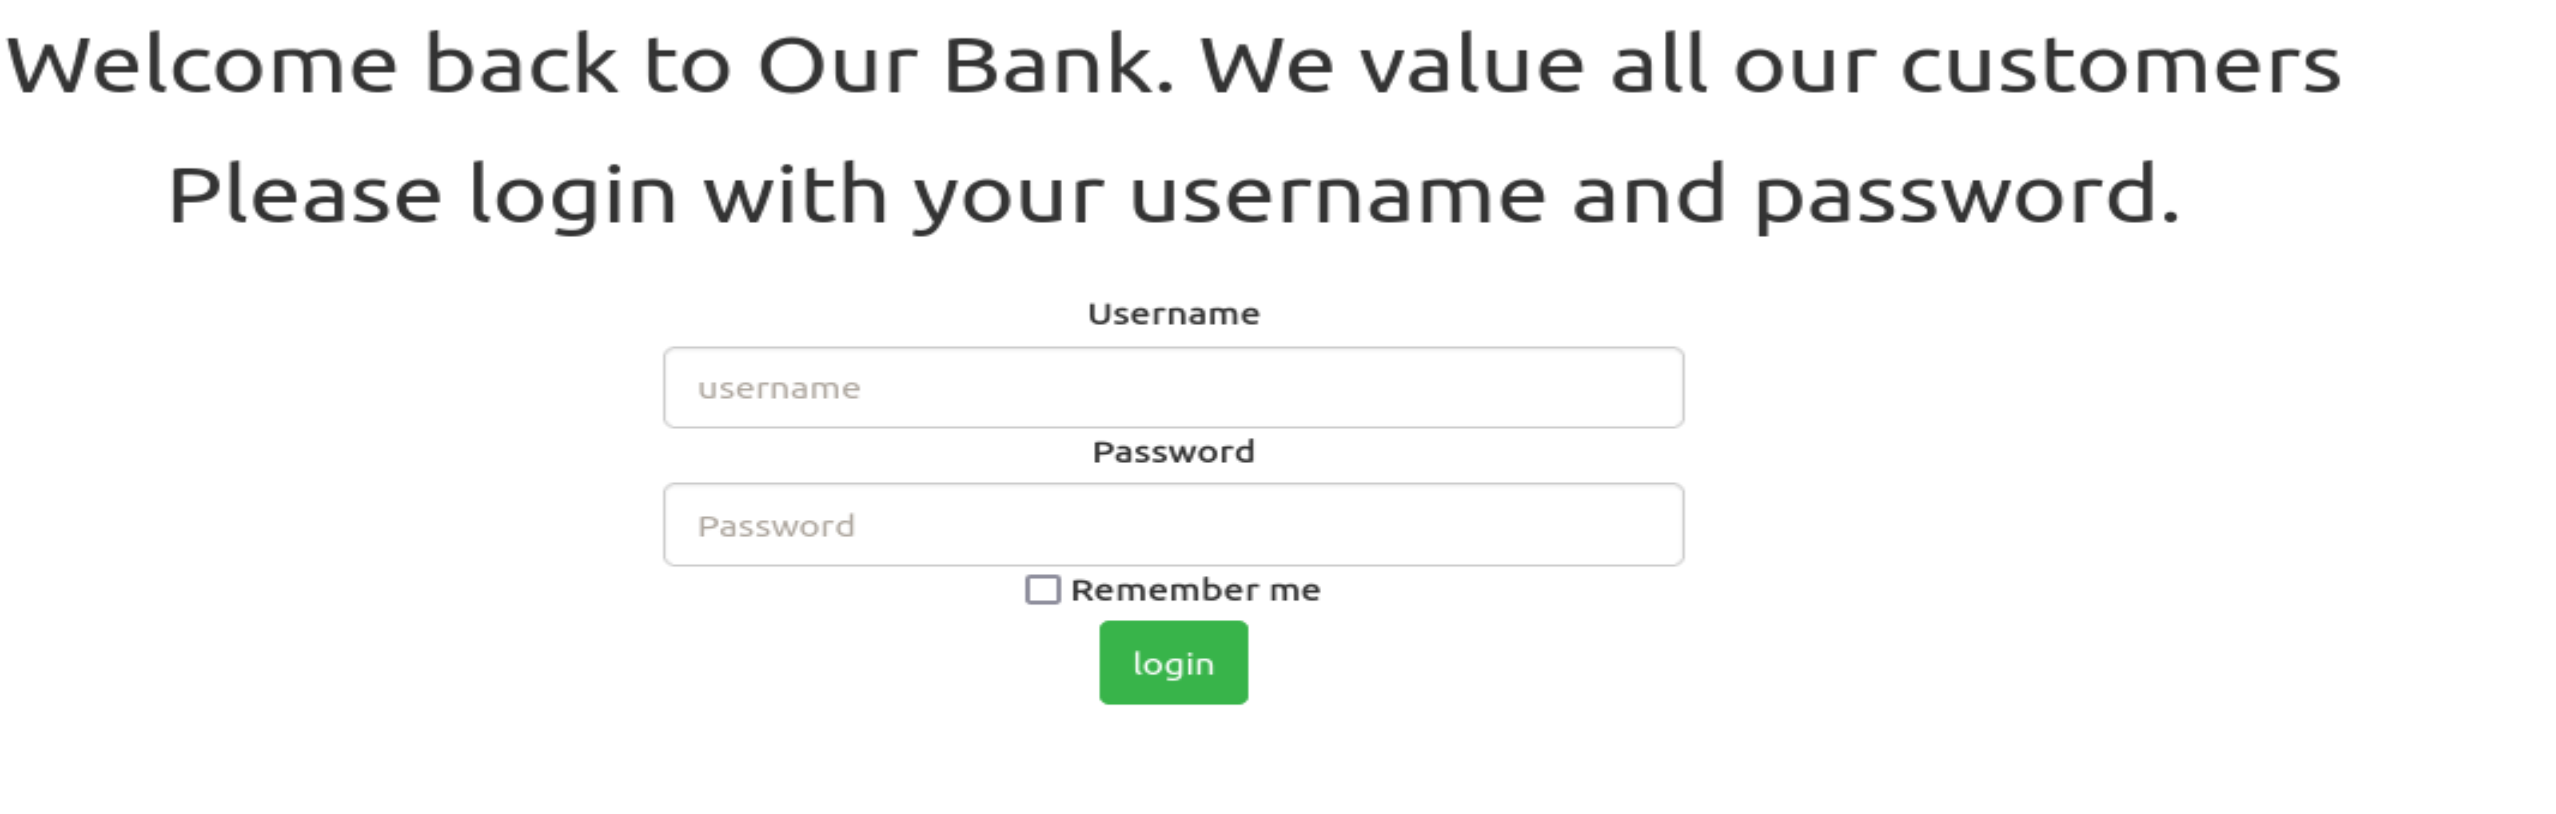 Welcome back to Our Bank. We value all our customers
Please login with your username and password.
Username
username
Password
Password
Remember me
login